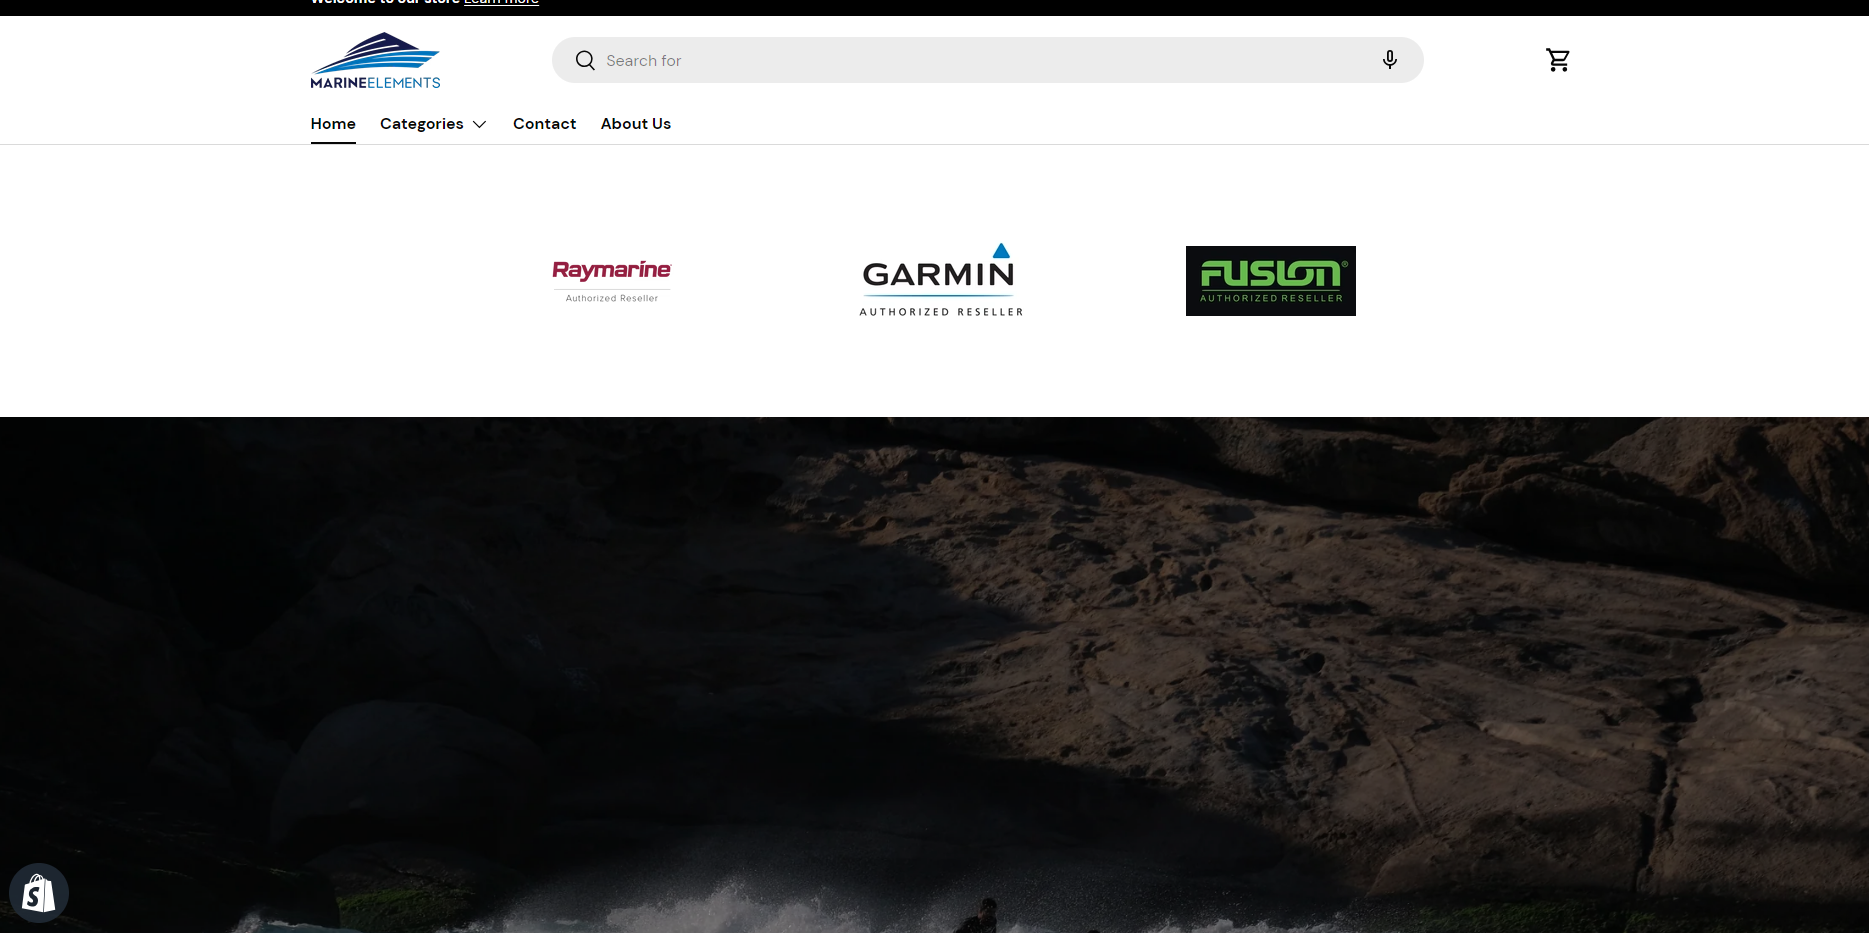 Welcome to our store Learn more
MARINEELEMENTS
Search for
Home Categories Contact About Us
Raymarine
Authorized Reseller
GARMIN
AUTHORIZED RESELLER
FUSION®
AUTHORIZED RESELLER